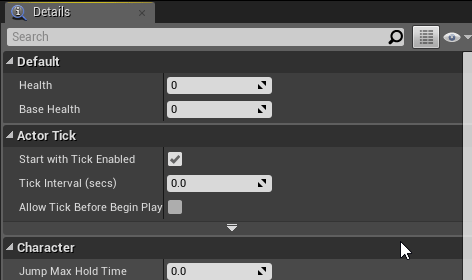 Details
Search
Default
Health 0
Base Health 0
Actor Tick
Start with Tick Enabled
Tick Interval (secs) 0.0
Allow Tick Before Begin Play
Character
Jump Max Hold Time 0.0